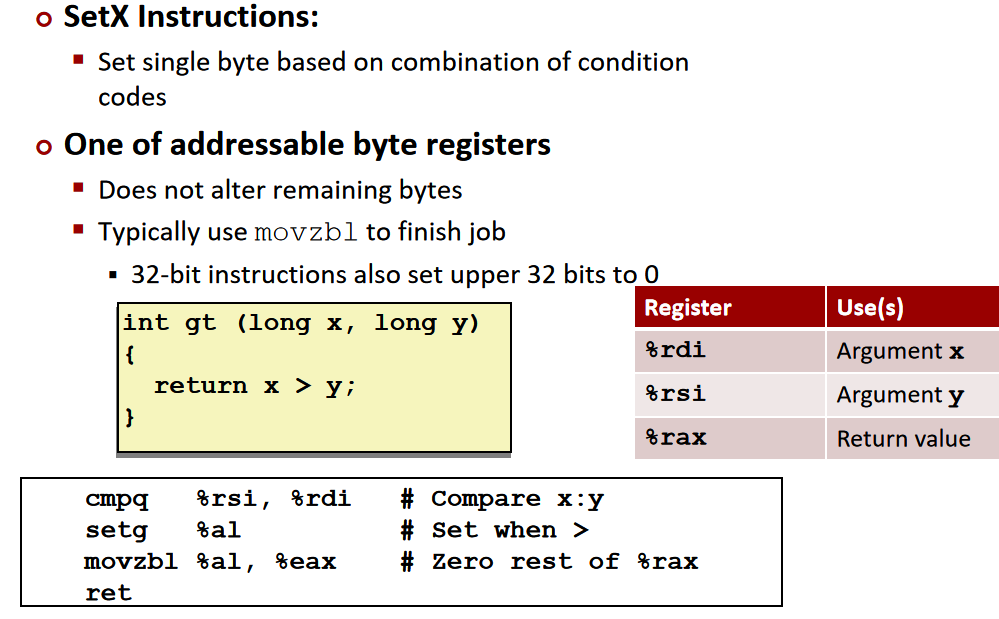 SetX Instructions:
Set single byte based on combination of condition
codes
One of addressable byte registers
Does not alter remaining bytes
Typically use movzbl to finish job
32-bit instructions also set upper 32 bits to 0
int gt (long x, long y)
{
  return x > y;
}
Register Use(s)
%rdi Argument x
%rsi Argument y
%rax Return value
cmpq %rsi, %rdi # Compare x:y
setg %al # Set when >
movzbl %al, %eax # Zero rest of %rax
ret